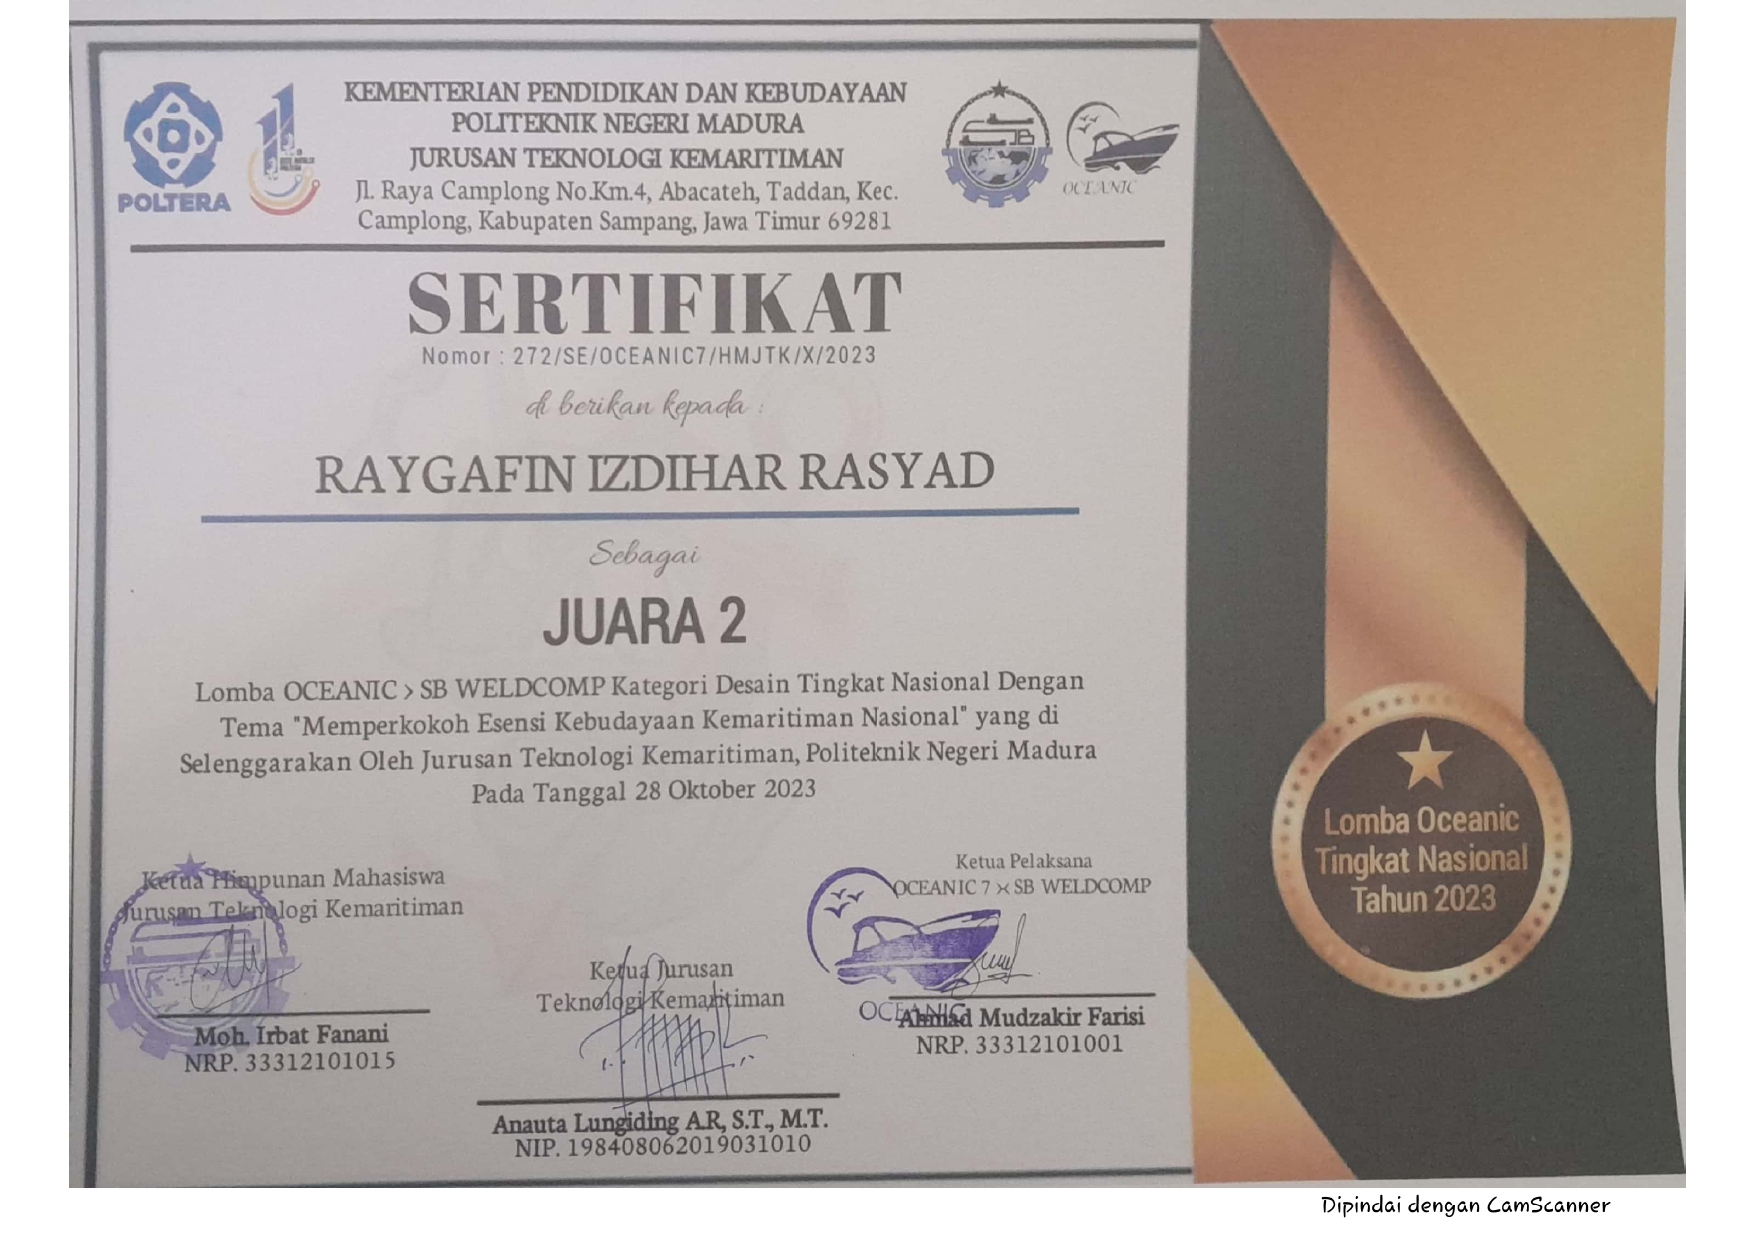 KEMENTERIAN PENDIDIKAN DAN KEBUDAYAAN
POLITEKNIK NEGERI MADURA
JURUSAN TEKNOLOGI KEMARITIMAN
Jl. Raya Camplong No.Km.4, Abacateh, Taddan, Kec.
Camplong, Kabupaten Sampang, Jawa Timur 69281
POLTERA
OCEANIC
SERTIFIKAT
Nomor : 272/SE/OCEANIC7/HMJTK/X/2023
di berikan kepada :
RAYGAFIN IZDIHAR RASYAD
Sebagai
JUARA 2
Lomba OCEANIC > SB WELDCOMP Kategori Desain Tingkat Nasional Dengan
Tema "Memperkokoh Esensi Kebudayaan Kemaritiman Nasional" yang di
Selenggarakan Oleh Jurusan Teknologi Kemaritiman, Politeknik Negeri Madura
Pada Tanggal 28 Oktober 2023
Ketua Himpunan Mahasiswa
Jurusan Teknologi Kemaritiman
Moh. Irbat Fanani
NRP. 33312101015
Ketua Jurusan
Teknologi Kemaritiman
Anauta Lungiding A.R, S.T., M.T.
NIP. 198408062019031010
Ketua Pelaksana
OCEANIC 7 × SB WELDCOMP
OCEANIC
Ahmad Mudzakir Farisi
NRP. 33312101001
Lomba Oceanic
Tingkat Nasional
Tahun 2023
Dipindai dengan CamScanner